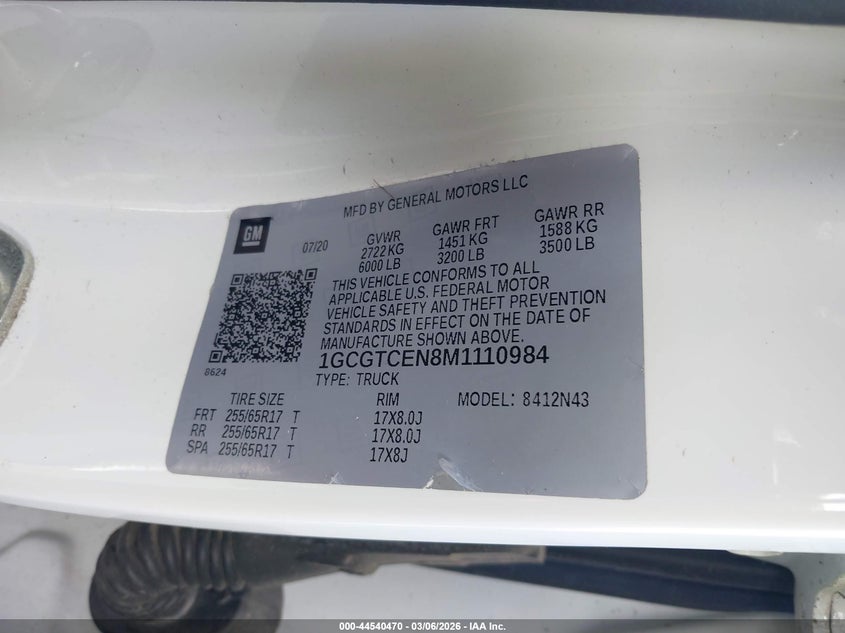 MFD BY GENERAL MOTORS LLC
GM
07/20
GVWR GAWR FRT GAWR RR
2722 KG 1451 KG 1588 KG
6000 LB 3200 LB 3500 LB
THIS VEHICLE CONFORMS TO ALL
APPLICABLE U.S. FEDERAL MOTOR
VEHICLE SAFETY AND THEFT PREVENTION
STANDARDS IN EFFECT ON THE DATE OF
MANUFACTURE SHOWN ABOVE.
8624
1GCGTCEN8M1110984
TYPE: TRUCK
TIRE SIZE RIM MODEL: 8412N43
FRT 255/65R17 T 17X8.0J
RR 255/65R17 T 17X8.0J
SPA 255/65R17 T 17X8J
000-44540470 - 03/06/2026 - IAA Inc.